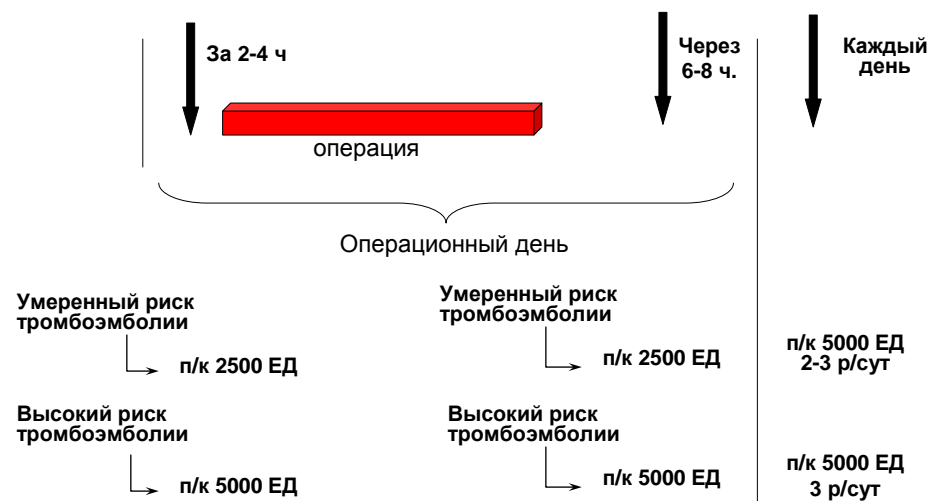 За 2-4 ч
Через
6-8 ч.
Каждый
день
операция
Операционный день
Умеренный риск
тромбоэмболии
п/к 2500 ЕД
Умеренный риск
тромбоэмболии
п/к 2500 ЕД
п/к 5000 ЕД
2-3 р/сут
Высокий риск
тромбоэмболии
п/к 5000 ЕД
Высокий риск
тромбоэмболии
п/к 5000 ЕД
п/к 5000 ЕД
3 р/сут